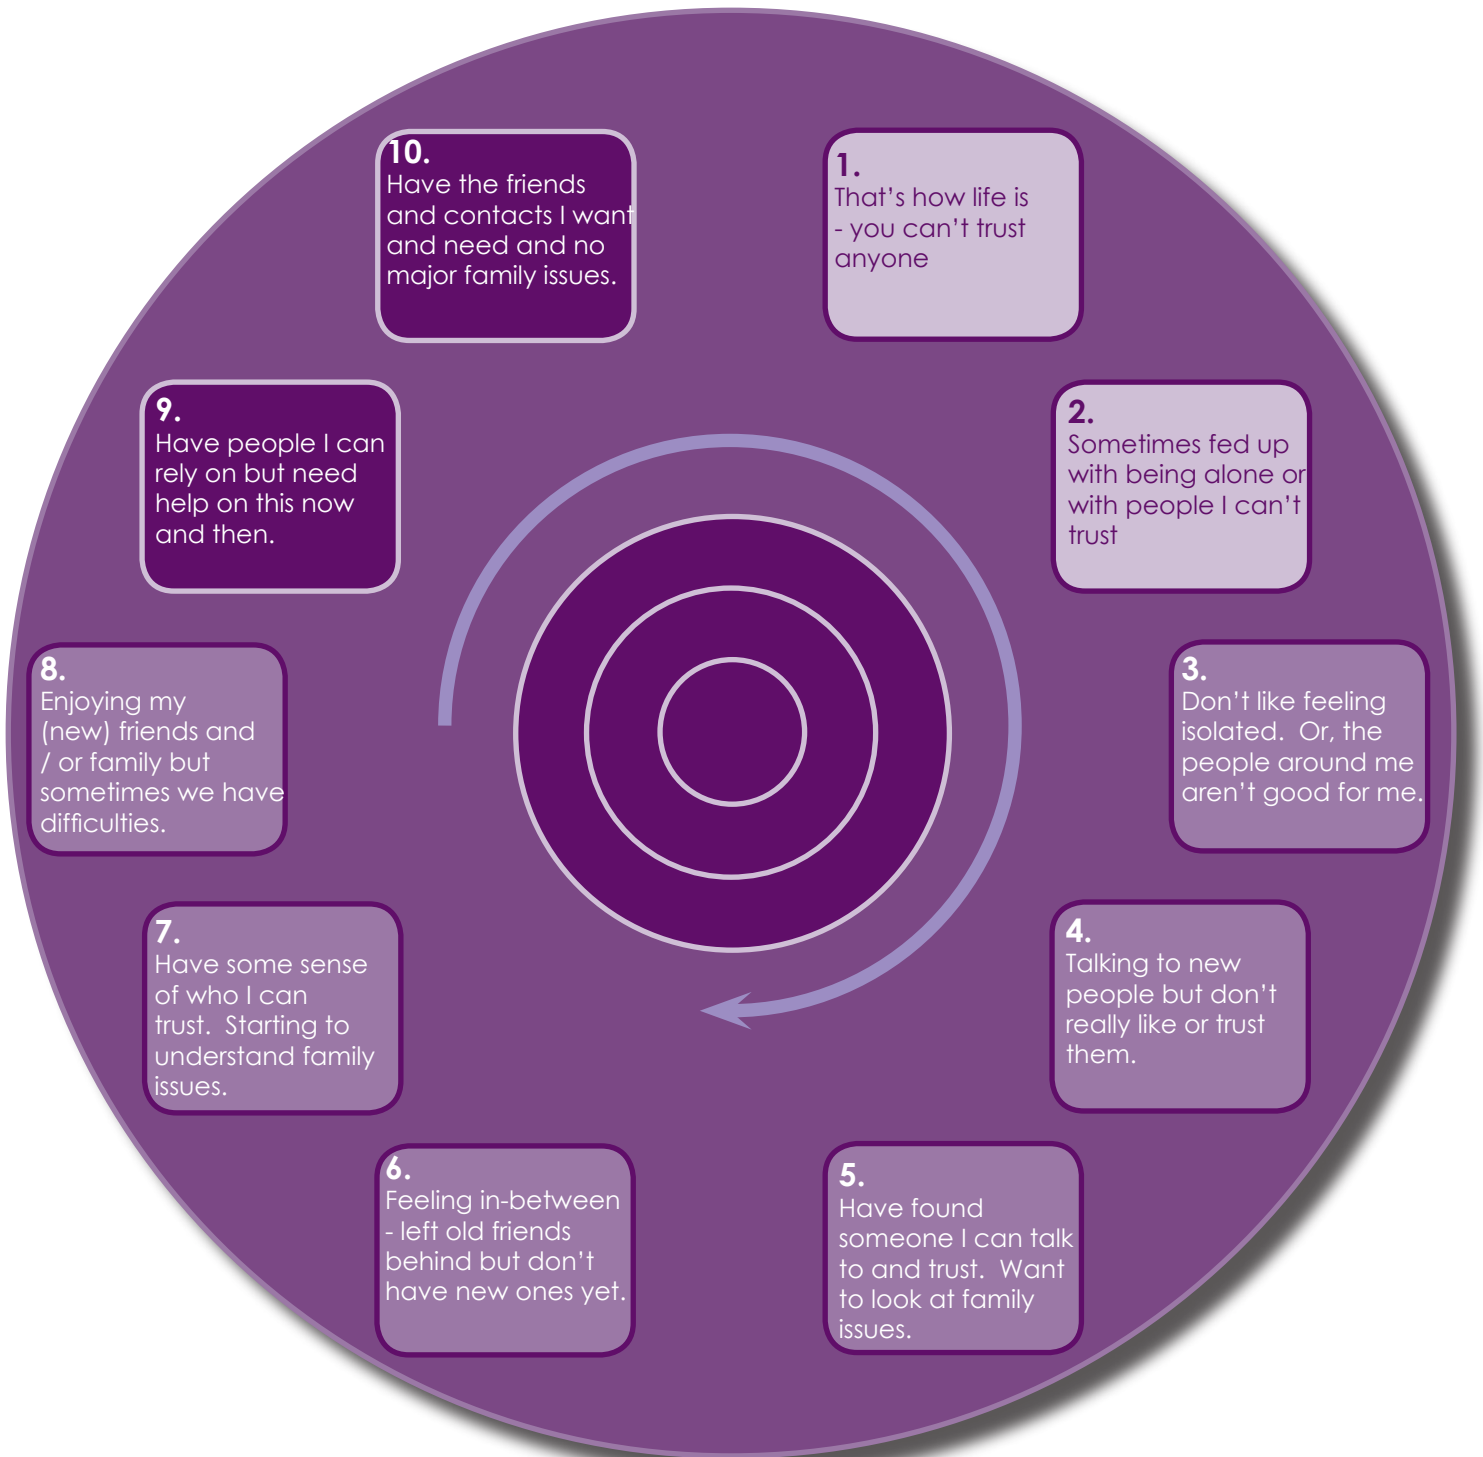 1.
That's how life is
- you can't trust
anyone
2.
Sometimes fed up
with being alone or
with people I can't
trust
3.
Don't like feeling
isolated.  Or, the
people around me
aren't good for me.
4.
Talking to new
people but don't
really like or trust
them.
5.
Have found
someone I can talk
to and trust.  Want
to look at family
issues.
6.
Feeling in-between
- left old friends
behind but don't
have new ones yet.
7.
Have some sense
of who I can
trust.  Starting to
understand family
issues.
8.
Enjoying my
(new) friends and
/ or family but
sometimes we have
difficulties.
9.
Have people I can
rely on but need
help on this now
and then.
10.
Have the friends
and contacts I want
and need and no
major family issues.